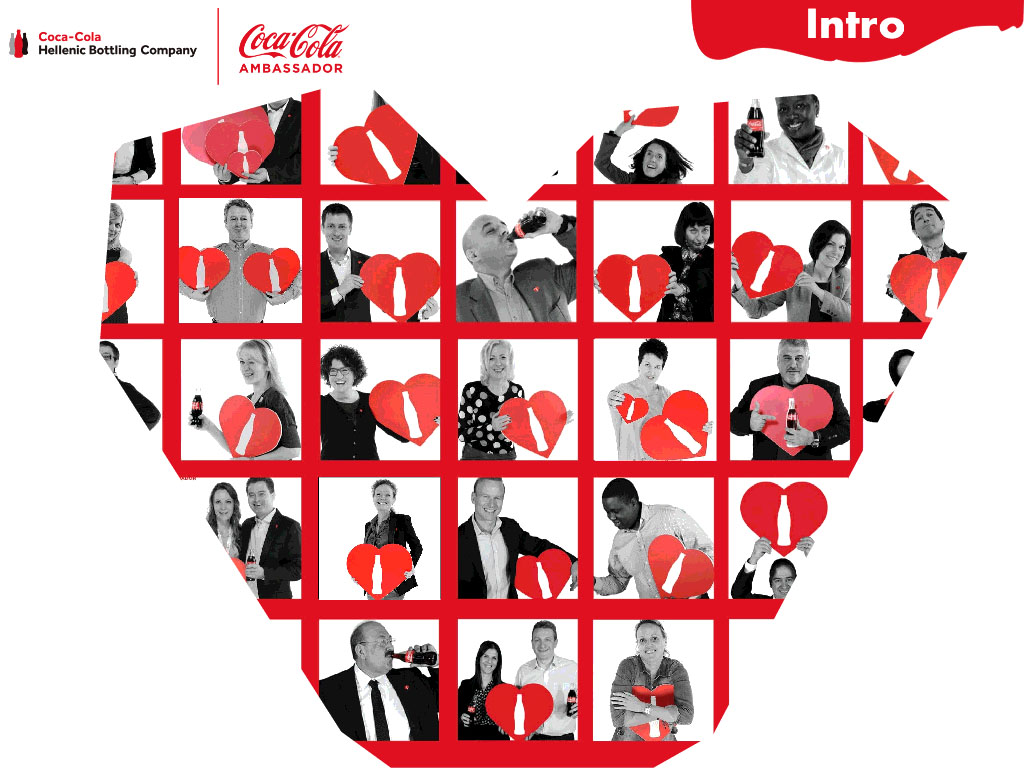 Coca-Cola
Hellenic Bottling Company
Coca-Cola
AMBASSADOR
Intro